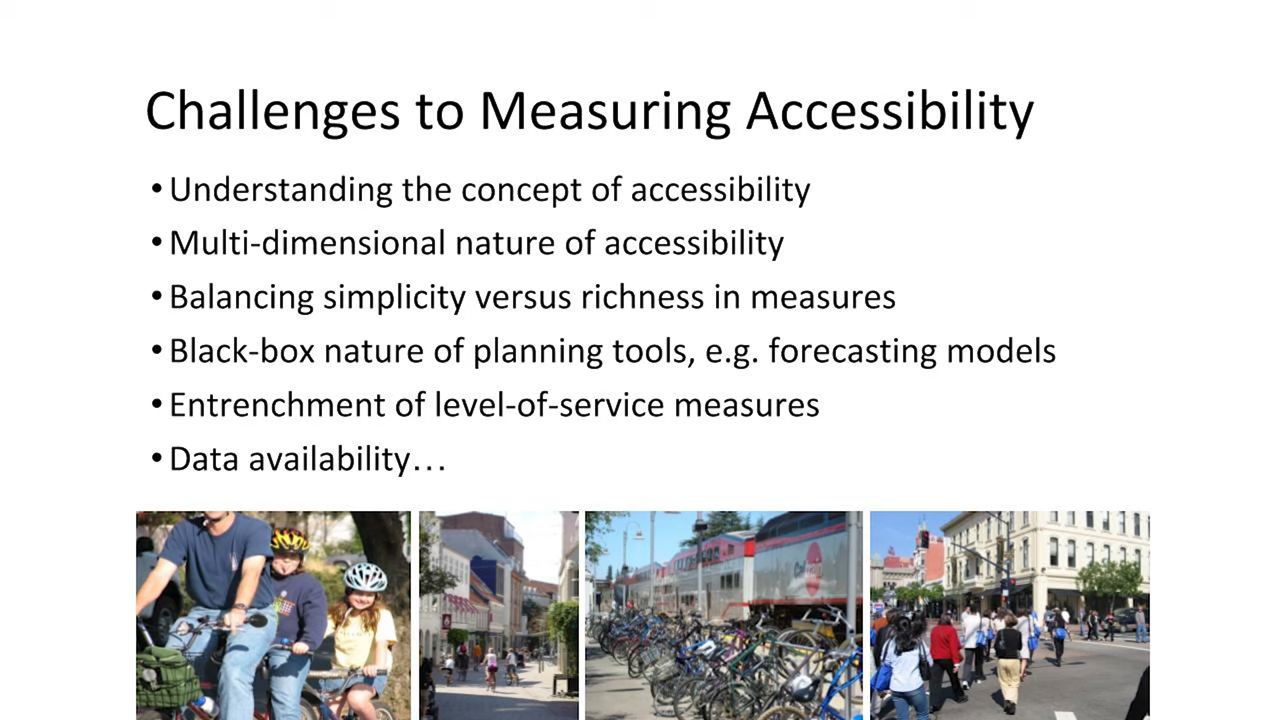 Challenges to Measuring Accessibility
• Understanding the concept of accessibility
• Multi-dimensional nature of accessibility
• Balancing simplicity versus richness in measures
• Black-box nature of planning tools, e.g. forecasting models
• Entrenchment of level-of-service measures
• Data availability…